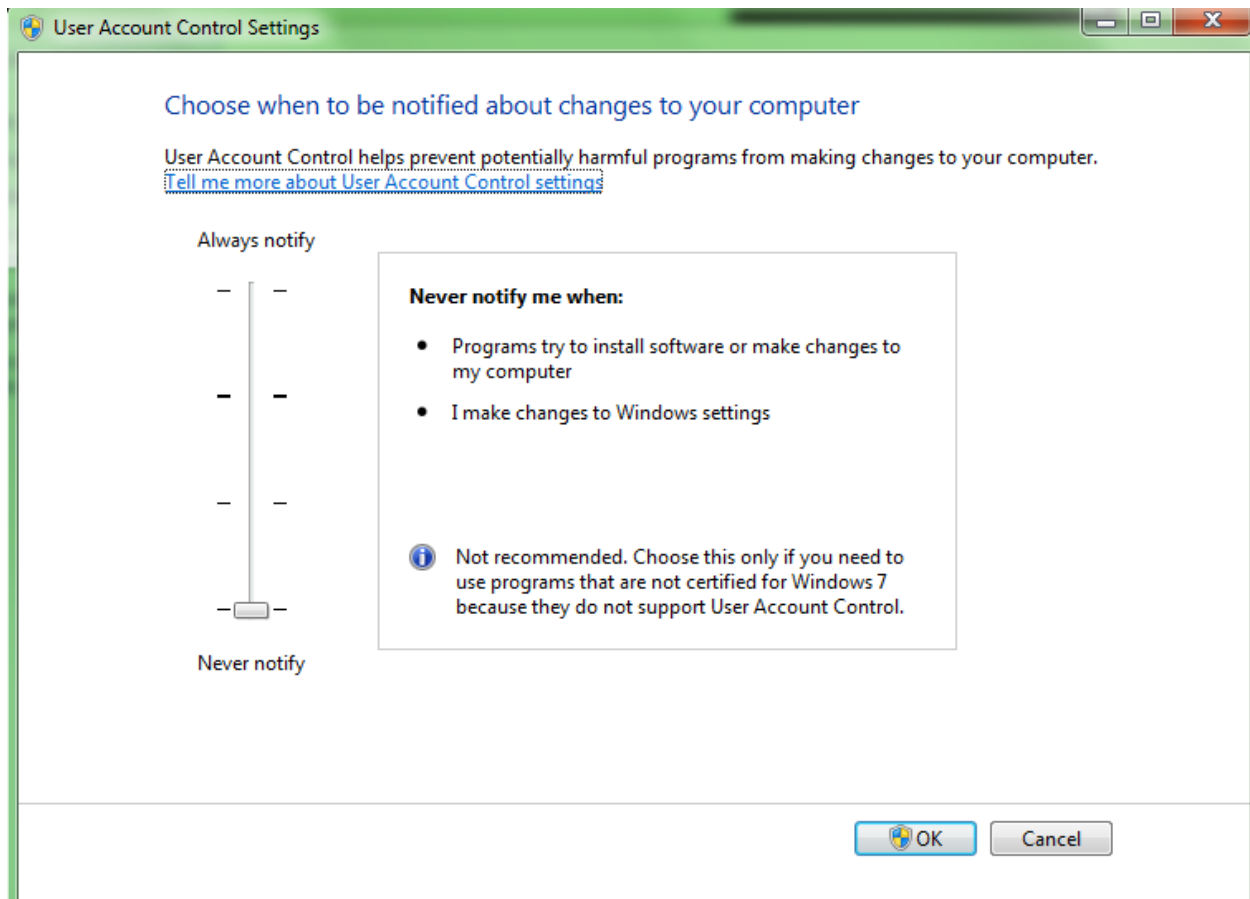 User Account Control Settings
Choose when to be notified about changes to your computer
User Account Control helps prevent potentially harmful programs from making changes to your computer.
Tell me more about User Account Control settings
Always notify
Never notify me when:
Programs try to install software or make changes to
my computer
I make changes to Windows settings
Not recommended. Choose this only if you need to
use programs that are not certified for Windows 7
because they do not support User Account Control.
Never notify
OK
Cancel